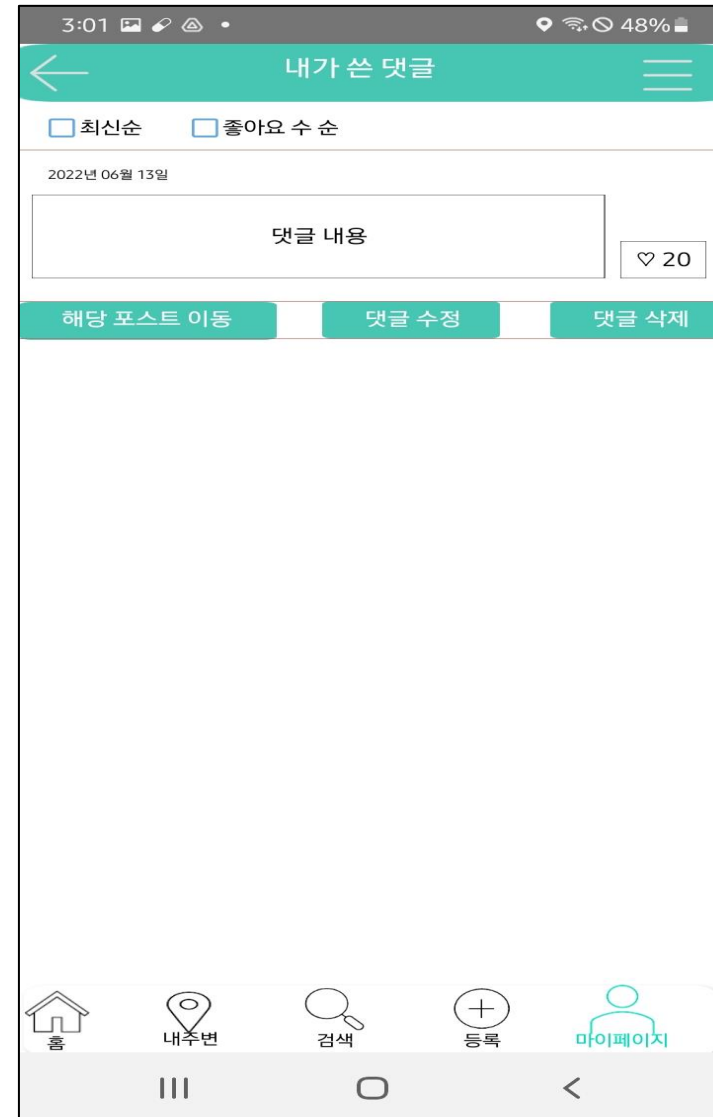 3:01 48%
내가 쓴 댓글
최신순 좋아요 수 순
2022년 06월 13일
댓글 내용
♡ 20
해당 포스트 이동 댓글 수정 댓글 삭제
홈 내주변 검색 등록 마이페이지